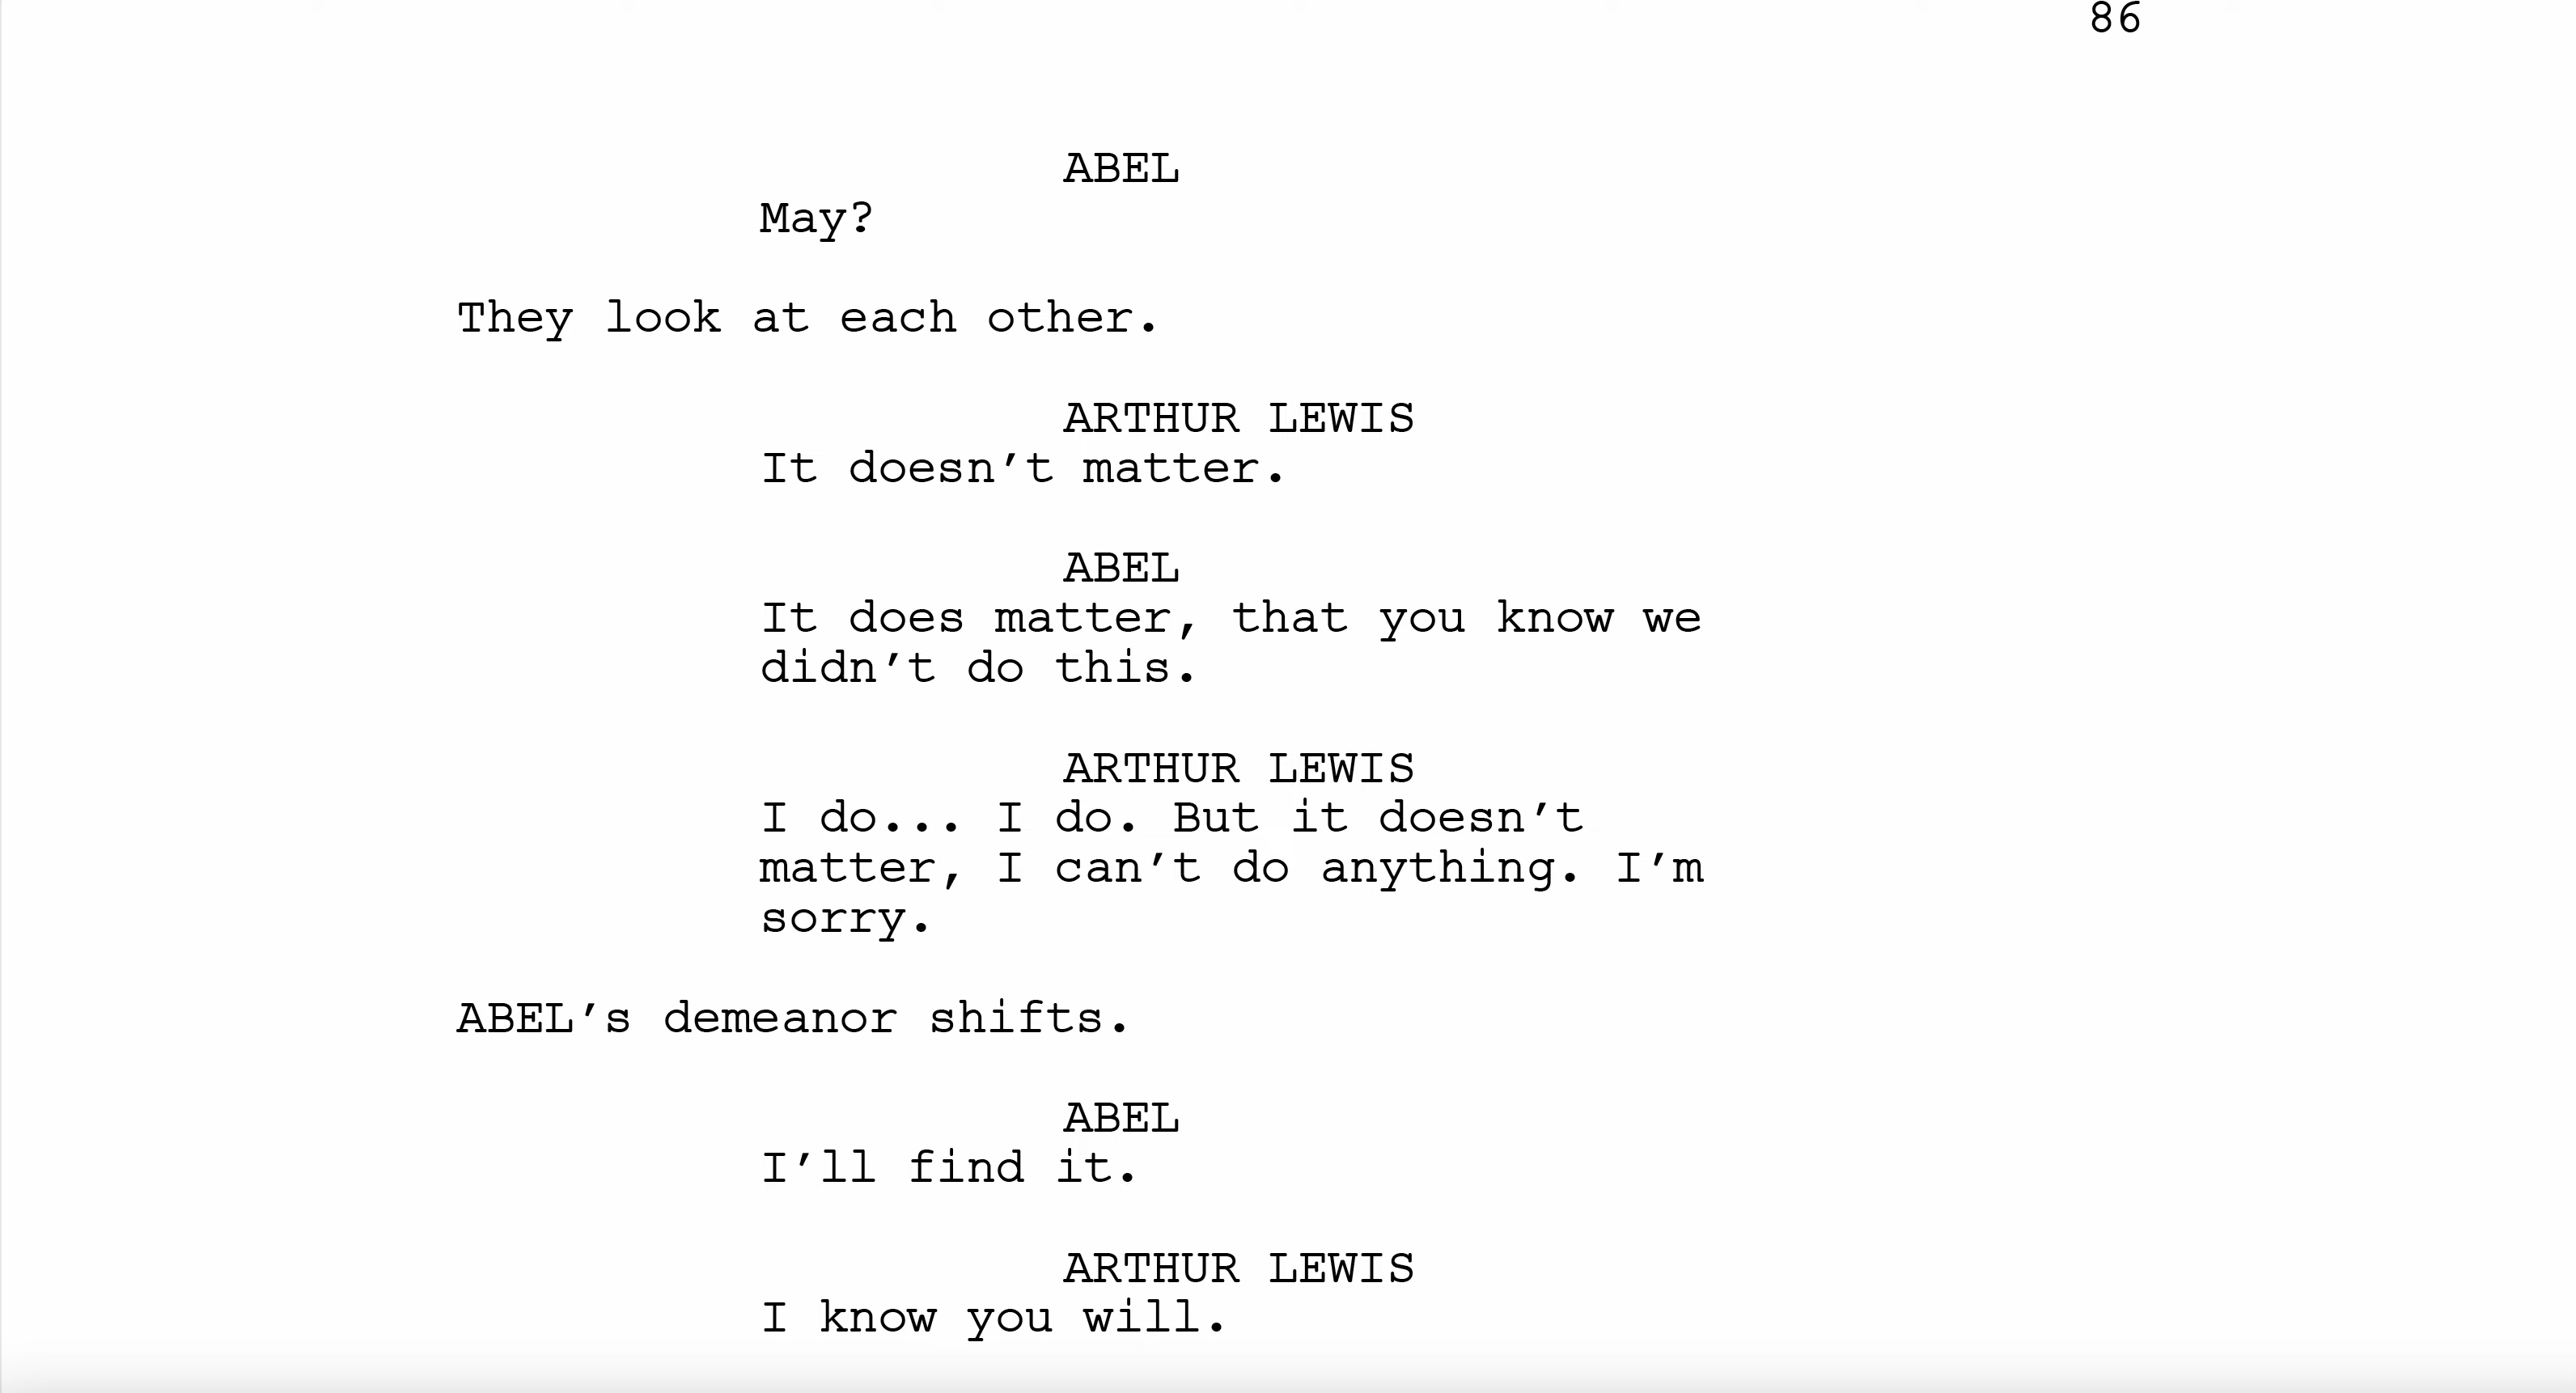 86
ABEL
May?
They look at each other.
ARTHUR LEWIS
It doesn’t matter.
ABEL
It does matter, that you know we
didn’t do this.
ARTHUR LEWIS
I do... I do. But it doesn’t
matter, I can’t do anything. I’m
sorry.
ABEL’s demeanor shifts.
ABEL
I’ll find it.
ARTHUR LEWIS
I know you will.